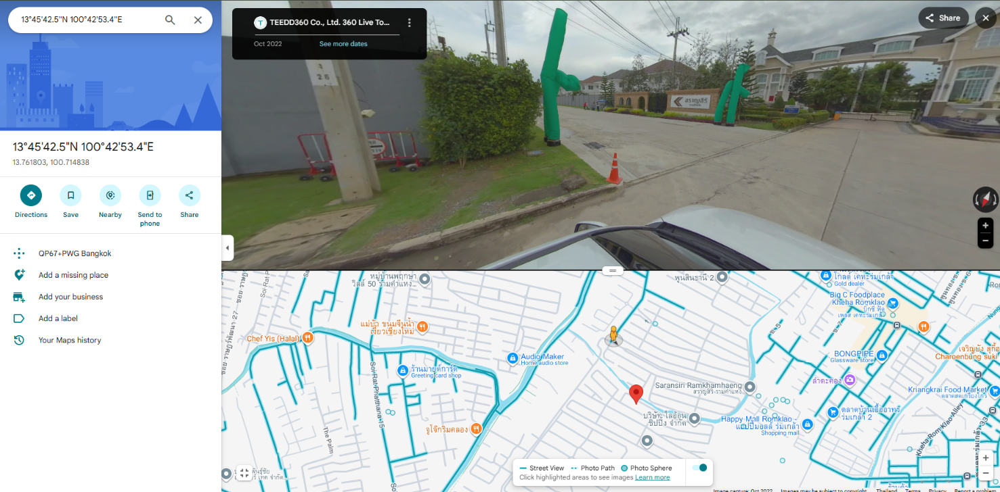 13°45'42.5"N 100°42'53.4"E
13°45'42.5"N 100°42'53.4"E
13.761803, 100.714838
Directions
Save
Nearby
Send to
phone
Share
QP67+PWG Bangkok
Add a missing place
Add your business
Add a label
Your Maps history
T
TEEDD360 Co., Ltd. 360 Live To...
Oct 2022
See more dates
Share
26
สราญสิริ
หมู่บ้านพฤกษา
วิลล์ 50 รามคำแหง...
Soi Rat P
ซอย ราษฎร์พัฒนา 27
Chef Yis (Halal)
แม่บัว ขนมจีนน้ำ
เงี้ยวเชียงใหม่
Audio Maker
Home audio store
Greeting card shop
Soi Rat Phatthana 15
The Palm
จูโจ๊กริมคลอง
พูนสินธานี 2
โกลด์ เคหะร่มเกล้า
Gold dealer
Big C Foodplace
Kheha Romklao
บิ๊กซี ฟู้ด
เพลส เคหะร่มเกล้า
BONGPIPE
Glassware store
ลำตะคอง
Charoenbung suki
Kriangkrai Food Market
ตลาดสดเกรียงไกร
Saransiri Ramkhamhaeng
สราญสิริ-รามคำแหง
บริษัท ไลอ้อน
ชิปปิ้ง จำกัด
Happy Mall Romklao -
แฮปปี้มอลล์ ร่มเกล้า
Shopping mall
ตลาดบ้านเอื้ออาทร
ร่มเกล้า 2
Kheha Rom Klao Alley
Street View
Photo Path
Photo Sphere
Click highlighted areas to see images Learn more
Image capture: Oct 2022
Images may be subject to copyright.
Thailand
Terms
Privacy
Report a problem